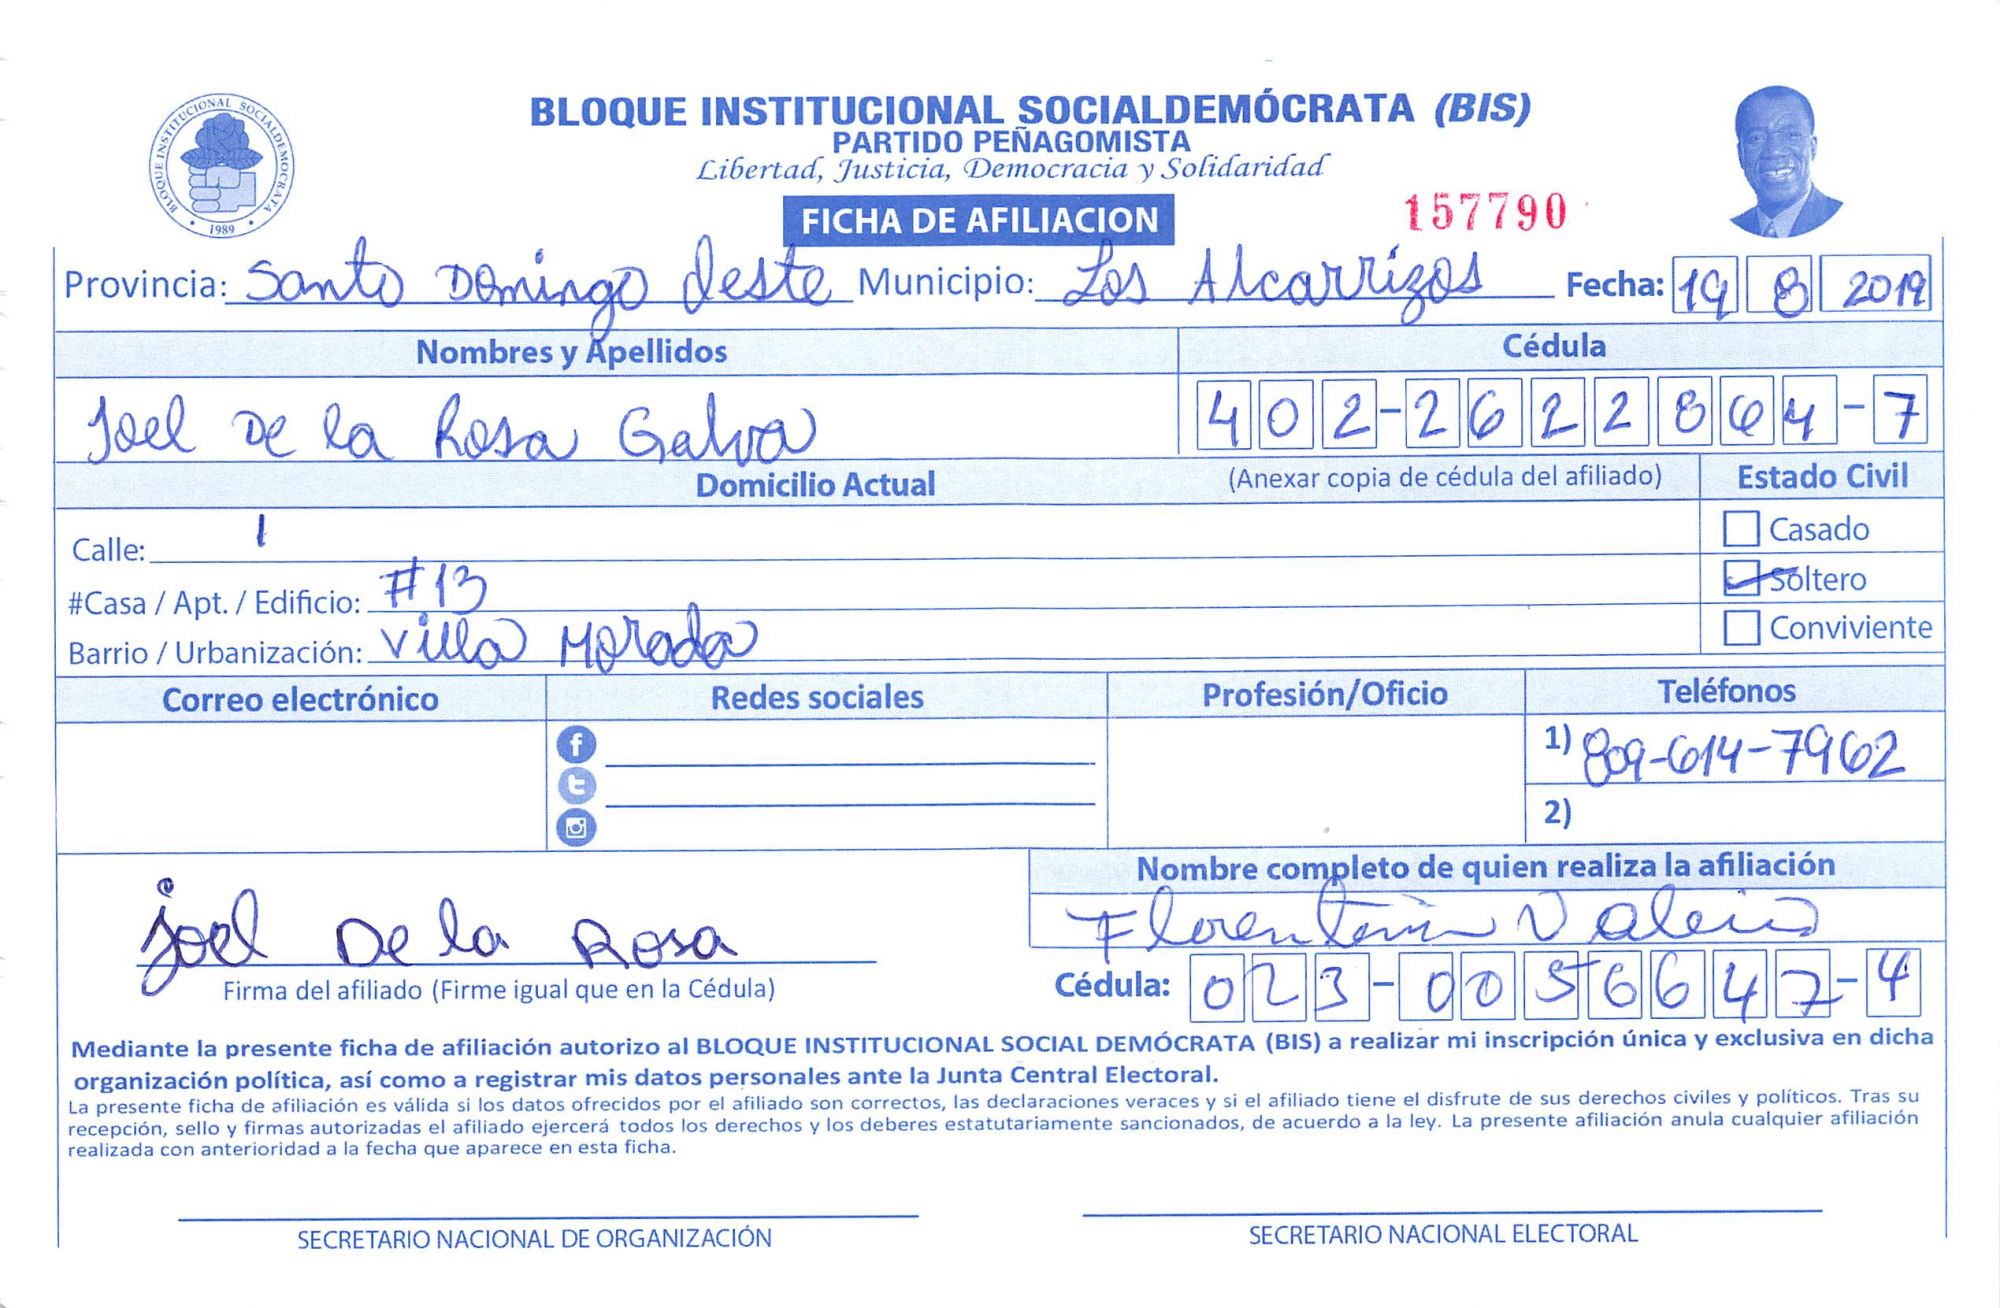 BLOQUE INSTITUCIONAL SOCIALDEMOCRATA
1989
BLOQUE INSTITUCIONAL SOCIALDEMÓCRATA (BIS)
PARTIDO PEÑAGOMISTA
Libertad, Justicia, Democracia y Solidaridad
FICHA DE AFILIACION
157790
Provincia: Santo Domingo Oeste Municipio: Los Alcarrizos Fecha: 19 8 2019
Nombres y Apellidos Cédula
Joel De la Rosa Galva 402-2622864-7
Domicilio Actual (Anexar copia de cédula del afiliado) Estado Civil
Calle: 1 Casado
#Casa / Apt. / Edificio: #13 Soltero
Barrio / Urbanización: Villa Morada Conviviente
Correo electrónico Redes sociales Profesión/Oficio Teléfonos
1) 809-614-7962
2)
Nombre completo de quien realiza la afiliación
Joel De la Rosa Florentino Valerio
Firma del afiliado (Firme igual que en la Cédula) Cédula: 023-0056647-4
Mediante la presente ficha de afiliación autorizo al BLOQUE INSTITUCIONAL SOCIAL DEMÓCRATA (BIS) a realizar mi inscripción única y exclusiva en dicha
organización política, así como a registrar mis datos personales ante la Junta Central Electoral.
La presente ficha de afiliación es válida si los datos ofrecidos por el afiliado son correctos, las declaraciones veraces y si el afiliado tiene el disfrute de sus derechos civiles y políticos. Tras su
recepción, sello y firmas autorizadas el afiliado ejercerá todos los derechos y los deberes estatutariamente sancionados, de acuerdo a la ley. La presente afiliación anula cualquier afiliación
realizada con anterioridad a la fecha que aparece en esta ficha.
SECRETARIO NACIONAL DE ORGANIZACIÓN SECRETARIO NACIONAL ELECTORAL